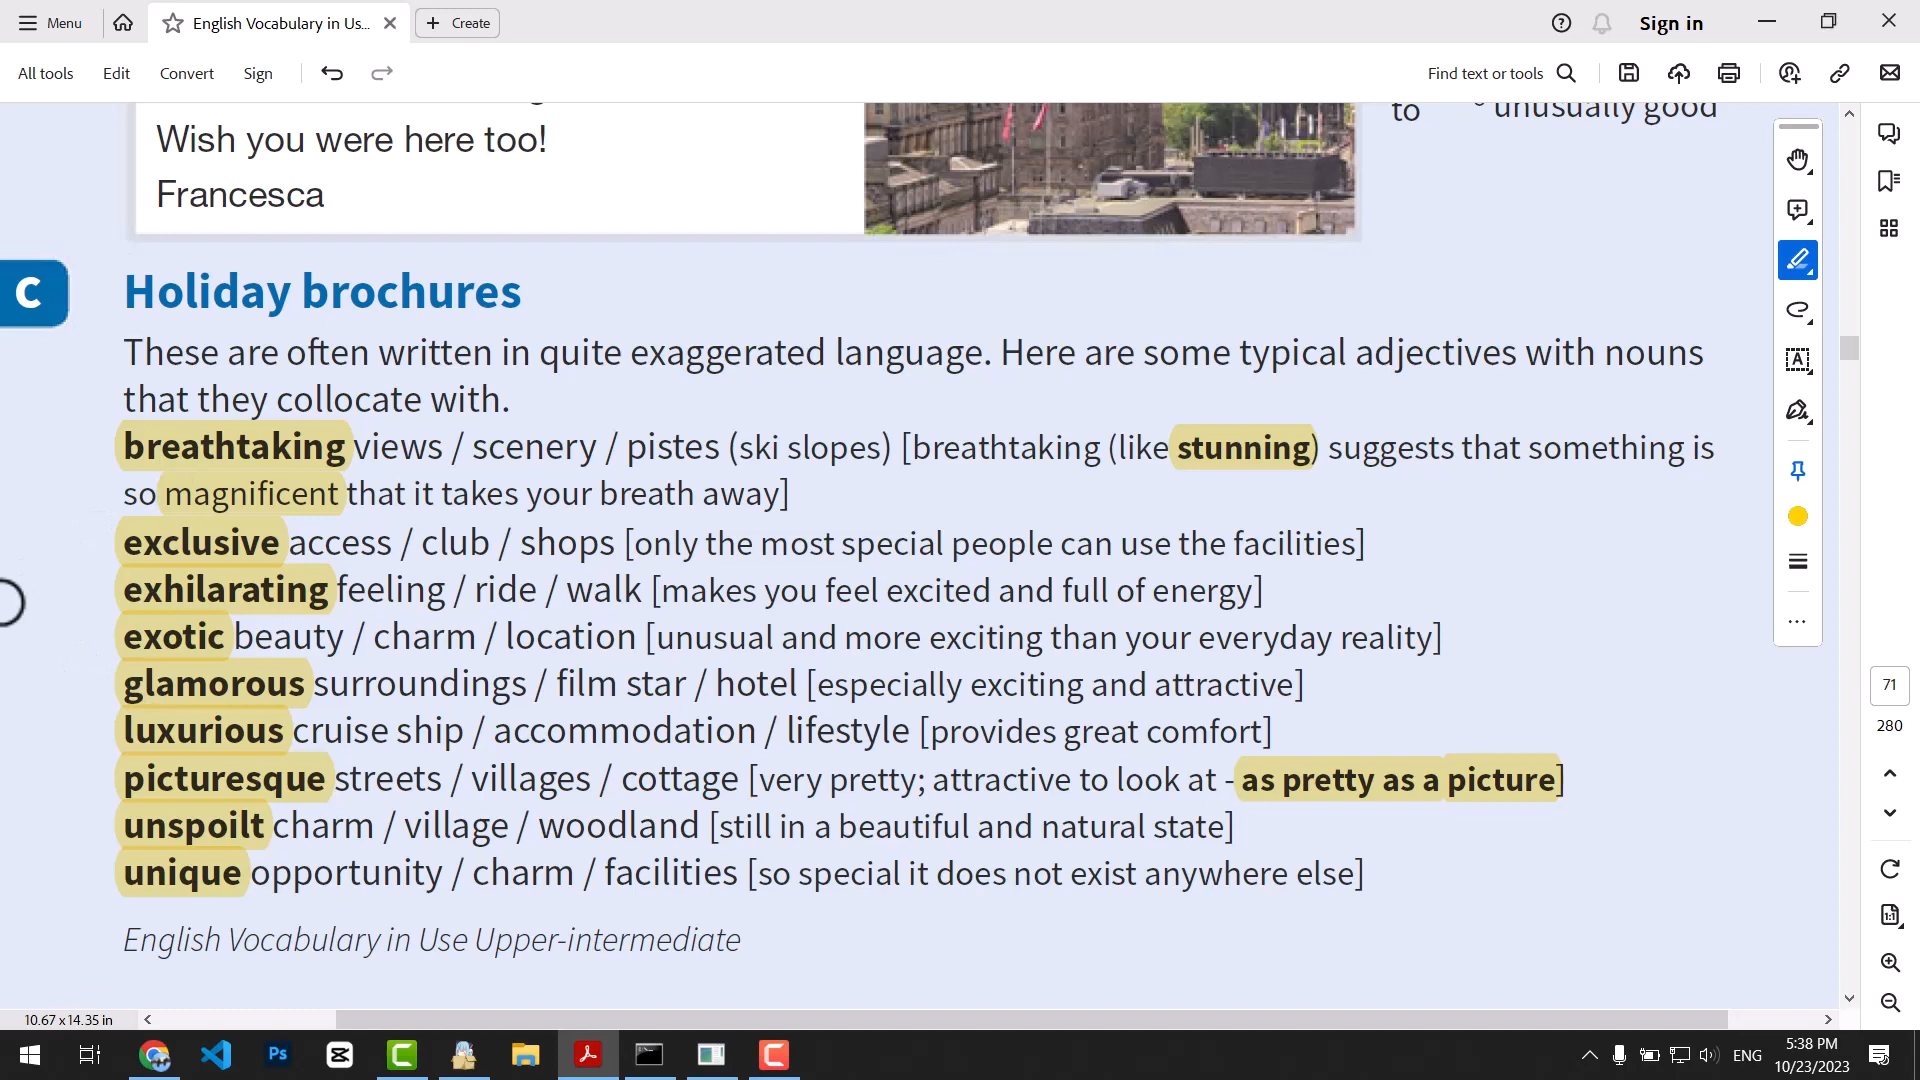 Menu
English Vocabulary in Us...
Create
Sign in
All tools
Edit
Convert
Sign
Find text or tools
to
unusually good
Wish you were here too!
Francesca
C
Holiday brochures
These are often written in quite exaggerated language. Here are some typical adjectives with nouns
that they collocate with.
breathtaking views / scenery / pistes (ski slopes) [breathtaking (like stunning) suggests that something is
so magnificent that it takes your breath away]
exclusive access / club / shops [only the most special people can use the facilities]
exhilarating feeling / ride / walk [makes you feel excited and full of energy]
exotic beauty / charm / location [unusual and more exciting than your everyday reality]
glamorous surroundings / film star / hotel [especially exciting and attractive]
luxurious cruise ship / accommodation / lifestyle [provides great comfort]
picturesque streets / villages / cottage [very pretty; attractive to look at - as pretty as a picture]
unspoilt charm / village / woodland [still in a beautiful and natural state]
unique opportunity / charm / facilities [so special it does not exist anywhere else]
English Vocabulary in Use Upper-intermediate
71
280
10.67 x 14.35 in
Ps
ENG
5:38 PM
10/23/2023